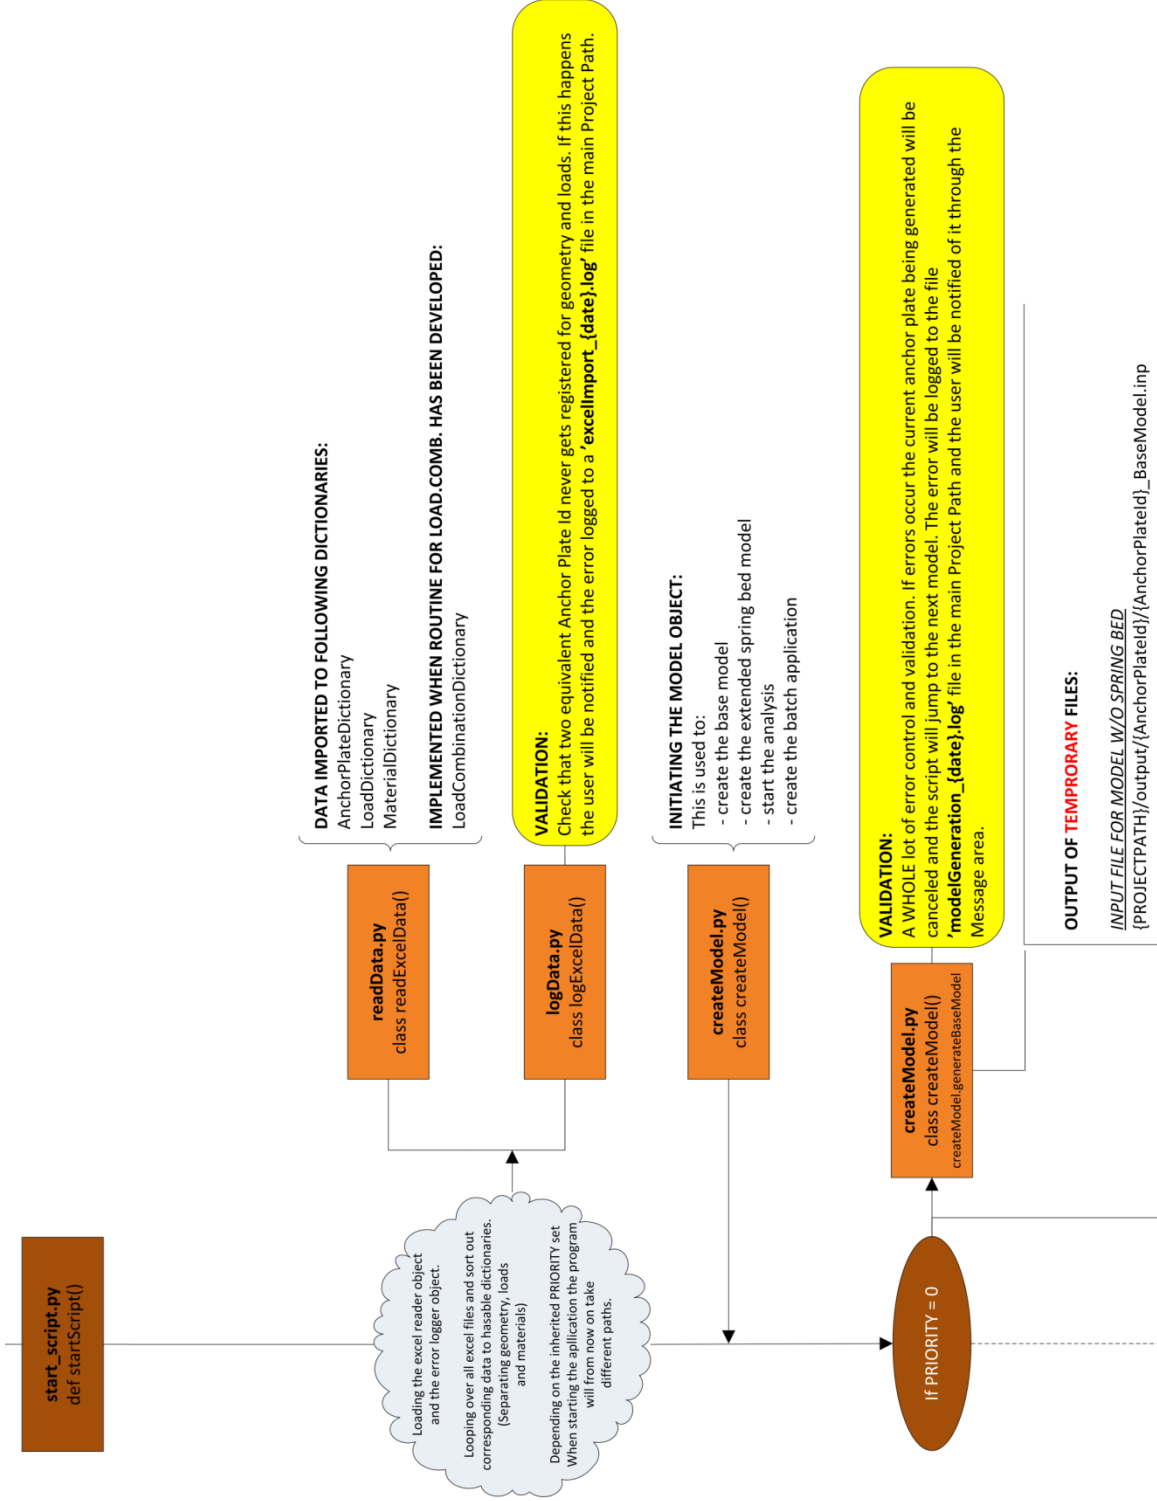 start_script.py
def startScript()
Loading the excel reader object
and the error logger object.
Looping over all excel files and sort out
corresponding data to hasable dictionaries.
(Separating geometry, loads
and materials)
Depending on the inherited PRIORITY set
When starting the aplication the program
will from now on take
different paths.
readData.py
class readExcelData()
DATA IMPORTED TO FOLLOWING DICTIONARIES:
AnchorPlateDictionary
LoadDictionary
MaterialDictionary
IMPLEMENTED WHEN ROUTINE FOR LOAD.COMB. HAS BEEN DEVELOPED:
LoadCombinationDictionary
logData.py
class logExcelData()
VALIDATION:
Check that two equivalent Anchor Plate Id never gets registered for geometry and loads. If this happens
the user will be notified and the error logged to a 'excelImport_{date}.log' file in the main Project Path.
createModel.py
class createModel()
INITIATING THE MODEL OBJECT:
This is used to:
- create the base model
- create the extended spring bed model
- start the analysis
- create the batch application
If PRIORITY = 0
createModel.py
class createModel()
createModel.generateBaseModel
VALIDATION:
A WHOLE lot of error control and validation. If errors occur the current anchor plate being generated will be
canceled and the script will jump to the next model. The error will be logged to the file
'modelGeneration_{date}.log' file in the main Project Path and the user will be notified of it through the
Message area.
OUTPUT OF TEMPRORARY FILES:
INPUT FILE FOR MODEL W/O SPRING BED
{PROJECTPATH}/output/{AnchorPlateId}/{AnchorPlateId}_BaseModel.inp